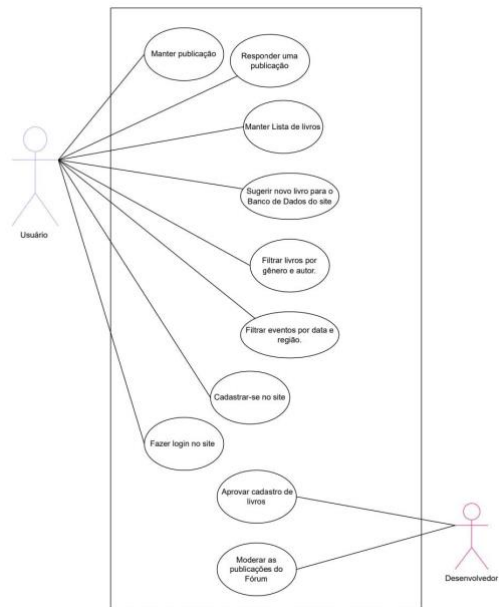 Manter publicação
Responder uma
publicação
Manter Lista de livros
Sugerir novo livro para o
Banco de Dados do site
Usuário
Filtrar livros por
gênero e autor.
Filtrar eventos por data e
região.
Cadastrar-se no site
Fazer login no site
Aprovar cadastro de
livros
Moderar as
publicações do
Fórum
Desenvolvedor